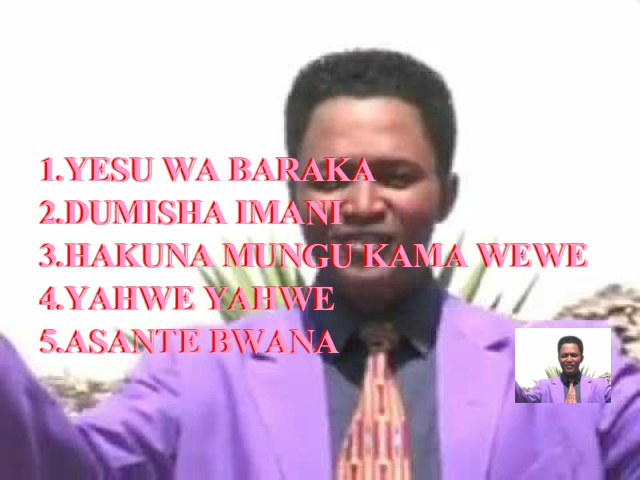 1.YESU WA BARAKA
2.DUMISHA IMANI
3.HAKUNA MUNGU KAMA WEWE
4.YAHWE YAHWE
5.ASANTE BWANA